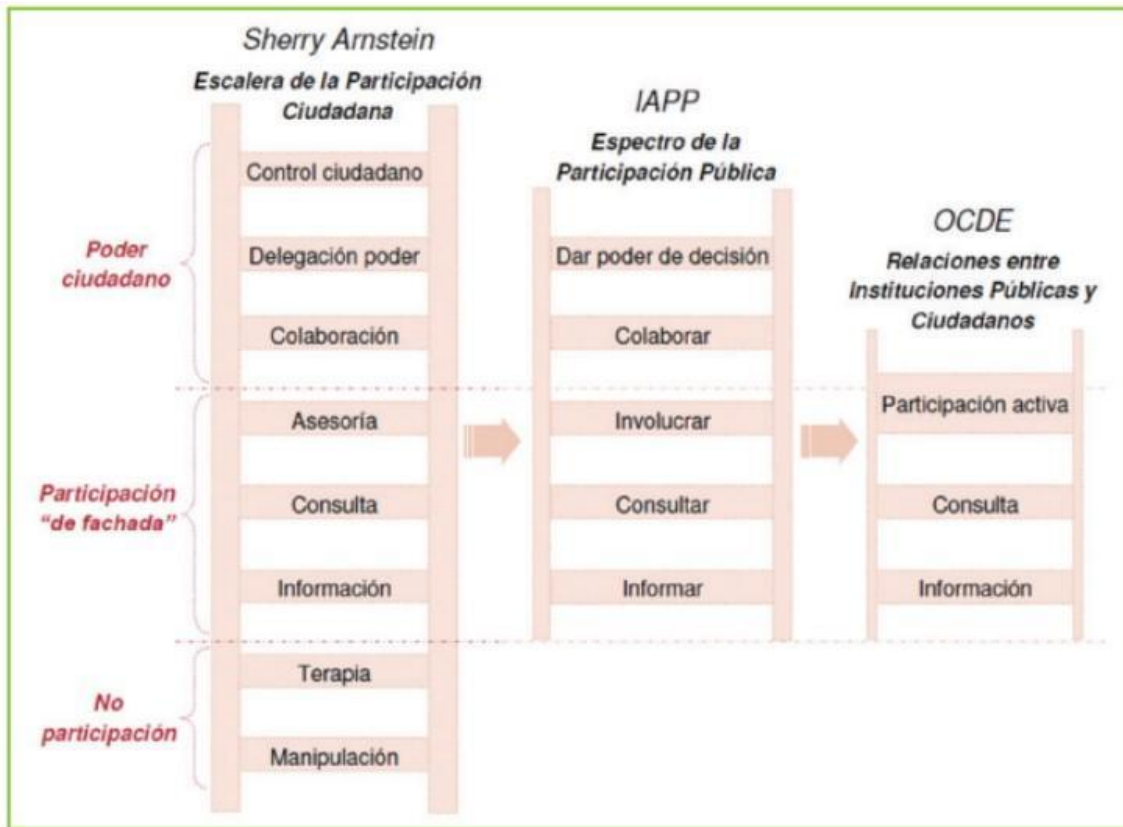 Sherry Arnstein
Escalera de la Participación
Ciudadana
Control ciudadano
Delegación poder
Colaboración
Asesoría
Consulta
Información
Terapia
Manipulación
Poder
ciudadano
Participación
“de fachada”
No
participación
IAPP
Espectro de la
Participación Pública
Dar poder de decisión
Colaborar
Involucrar
Consultar
Informar
OCDE
Relaciones entre
Instituciones Públicas y
Ciudadanos
Participación activa
Consulta
Información